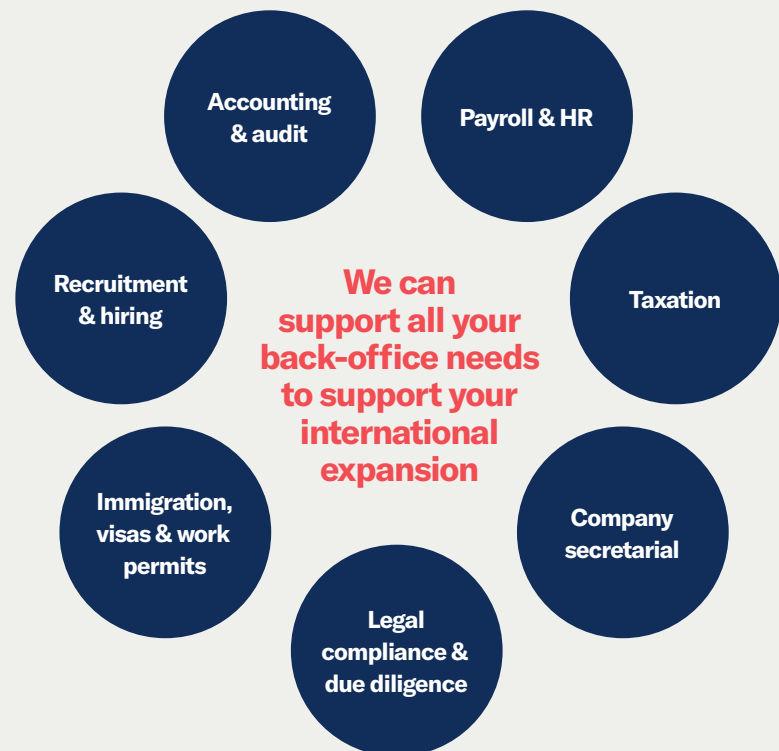 Accounting
& audit
Payroll & HR
Recruitment
& hiring
We can
support all your
back-office needs
to support your
international
expansion
Taxation
Immigration,
visas & work
permits
Company
secretarial
Legal
compliance &
due diligence